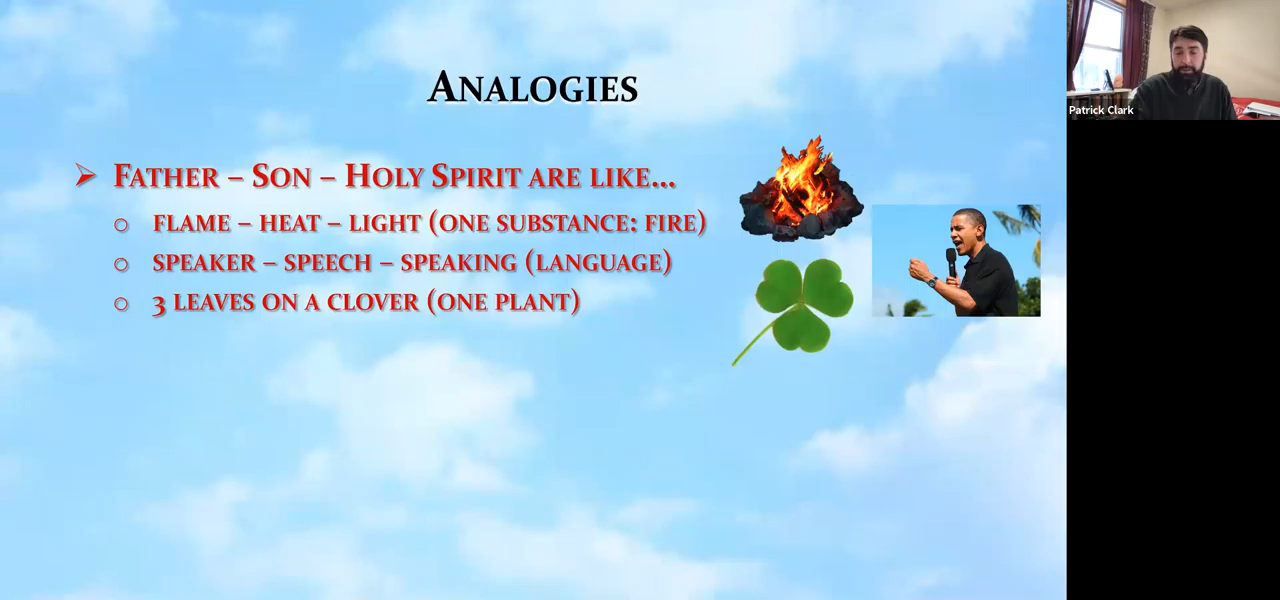 Analogies
Father – Son – Holy Spirit are like...
flame – heat – light (one substance: fire)
speaker – speech – speaking (language)
3 leaves on a clover (one plant)
Patrick Clark